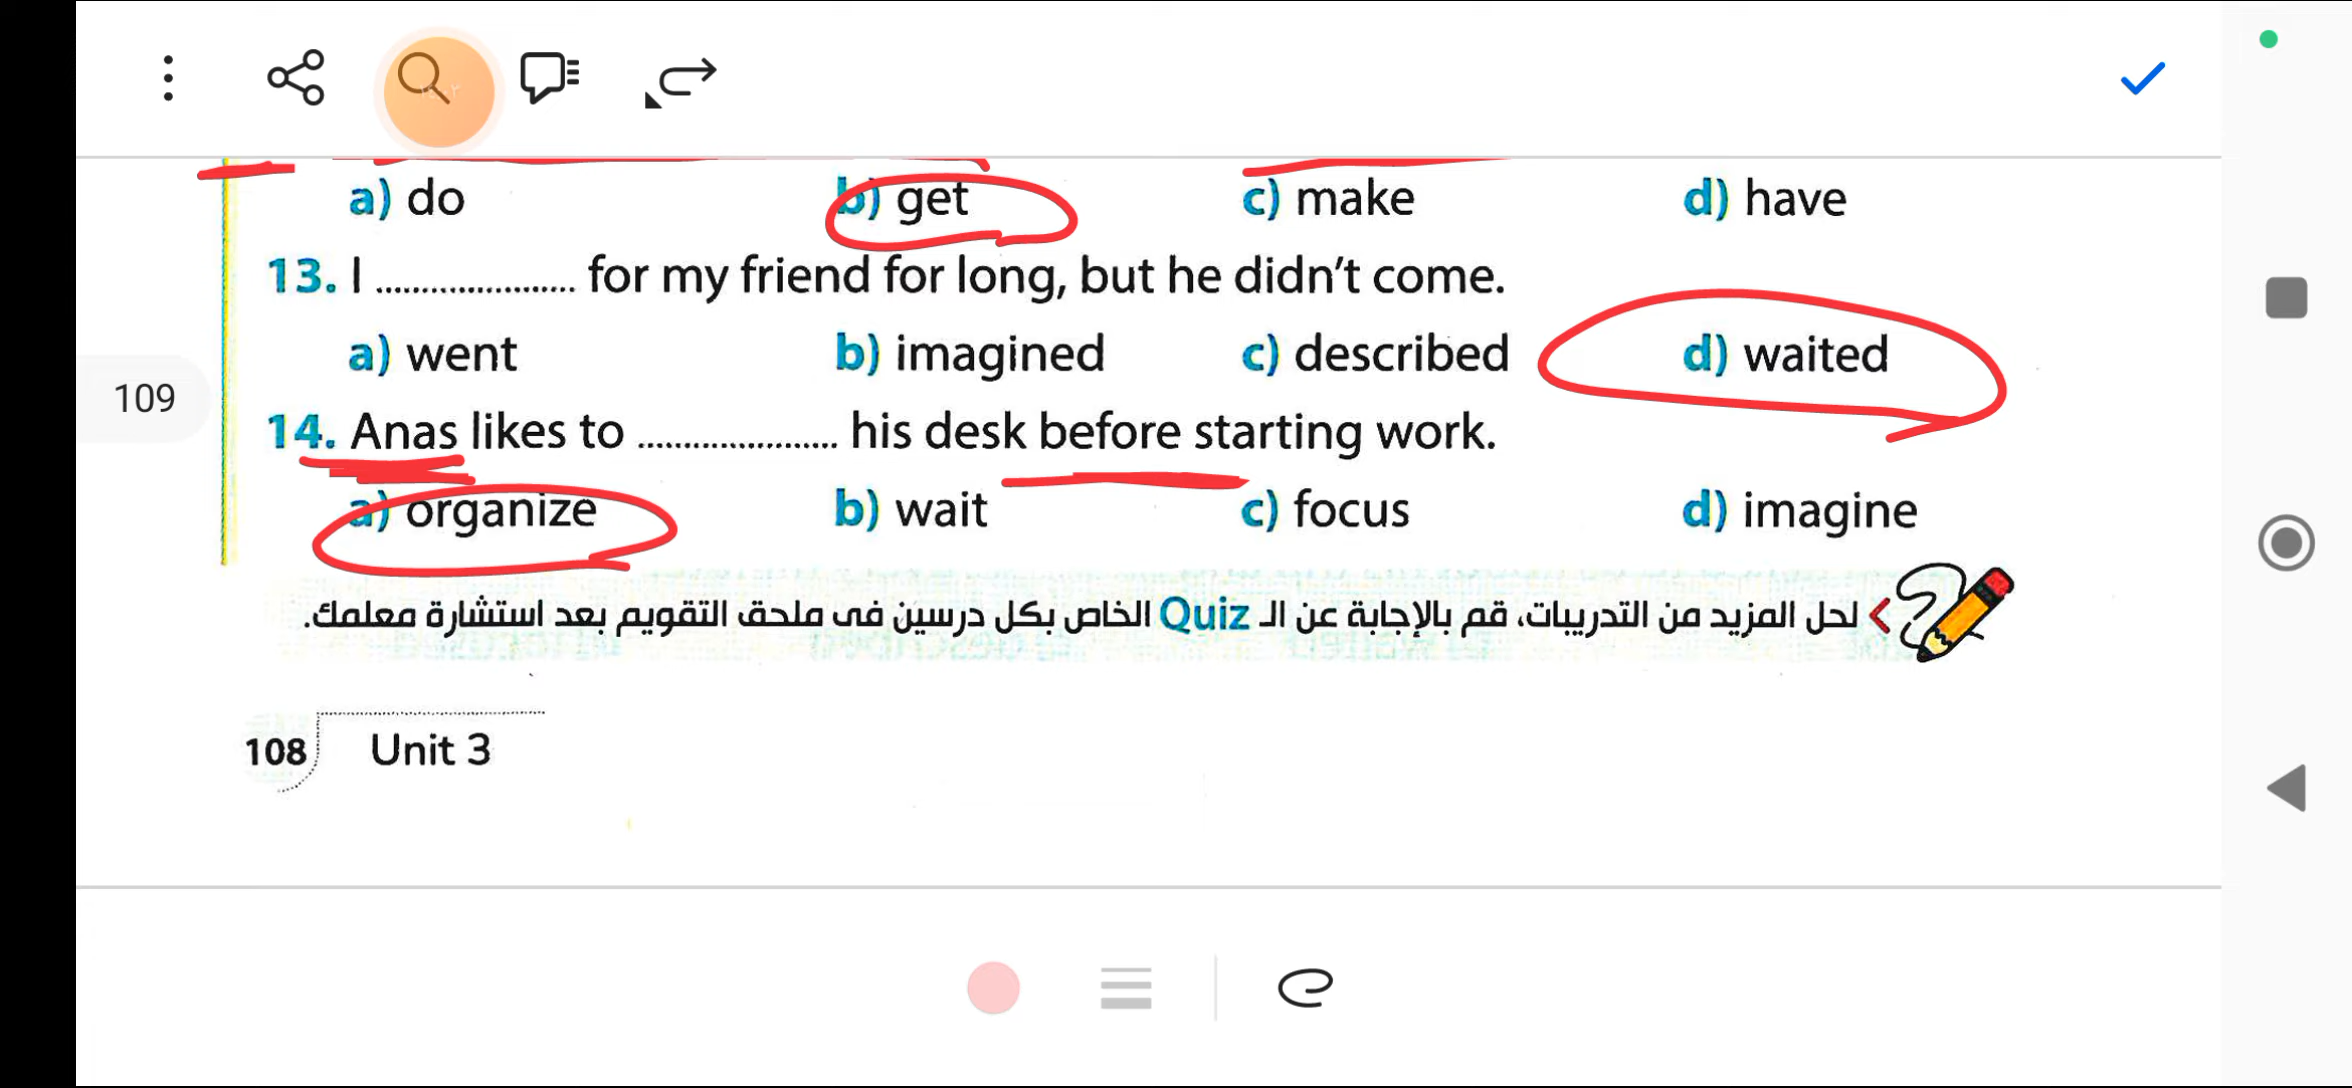 a) do b) get c) make d) have
13. I ...................... for my friend for long, but he didn't come.
a) went b) imagined c) described d) waited
109
14. Anas likes to ...................... his desk before starting work.
a) organize b) wait c) focus d) imagine
لحل المزيد من التدريبات، قم بالإجابة عن الـ Quiz الخاص بكل درسين فى ملحق التقويم بعد استشارة معلمك.
108 Unit 3